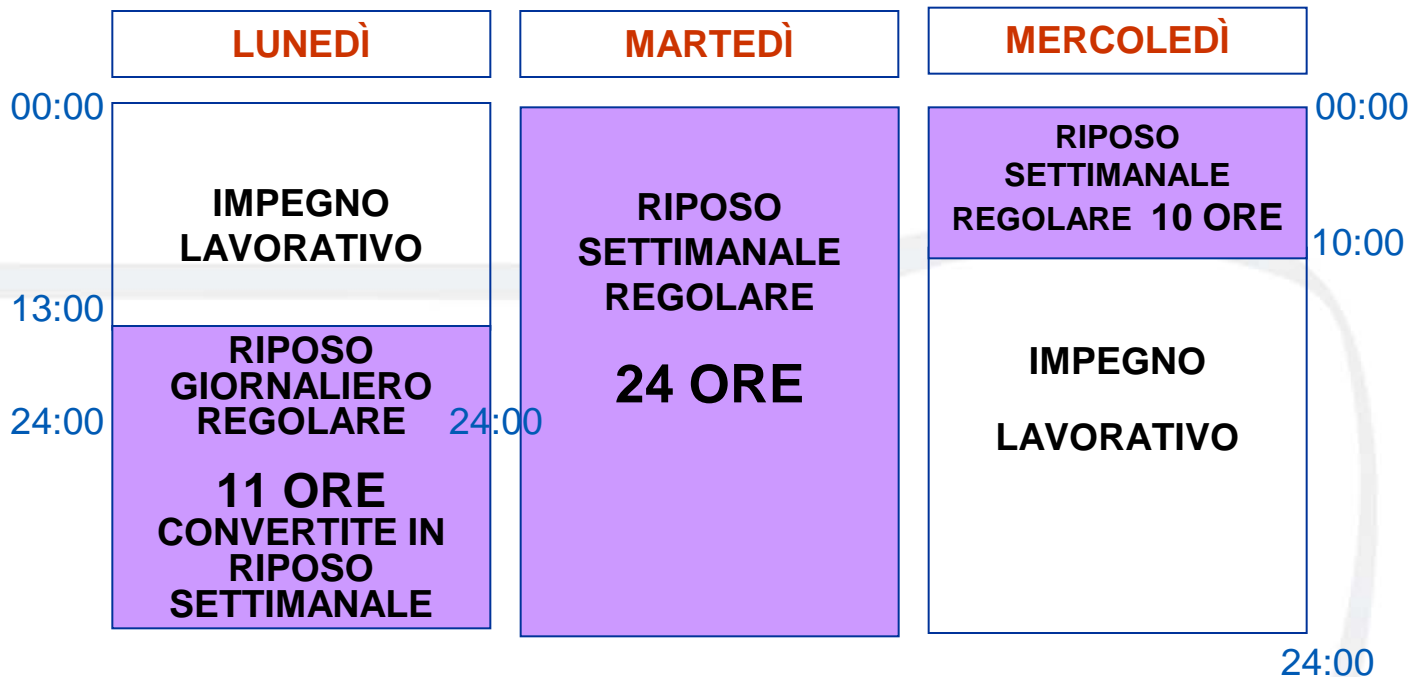 LUNEDÌ
MARTEDÌ
MERCOLEDÌ
00:00
IMPEGNO
LAVORATIVO
13:00
RIPOSO
GIORNALIERO
REGOLARE
24:00
24:00
11 ORE
CONVERTITE IN
RIPOSO
SETTIMANALE
RIPOSO
SETTIMANALE
REGOLARE
24 ORE
00:00
RIPOSO
SETTIMANALE
REGOLARE 10 ORE
10:00
IMPEGNO
LAVORATIVO
24:00